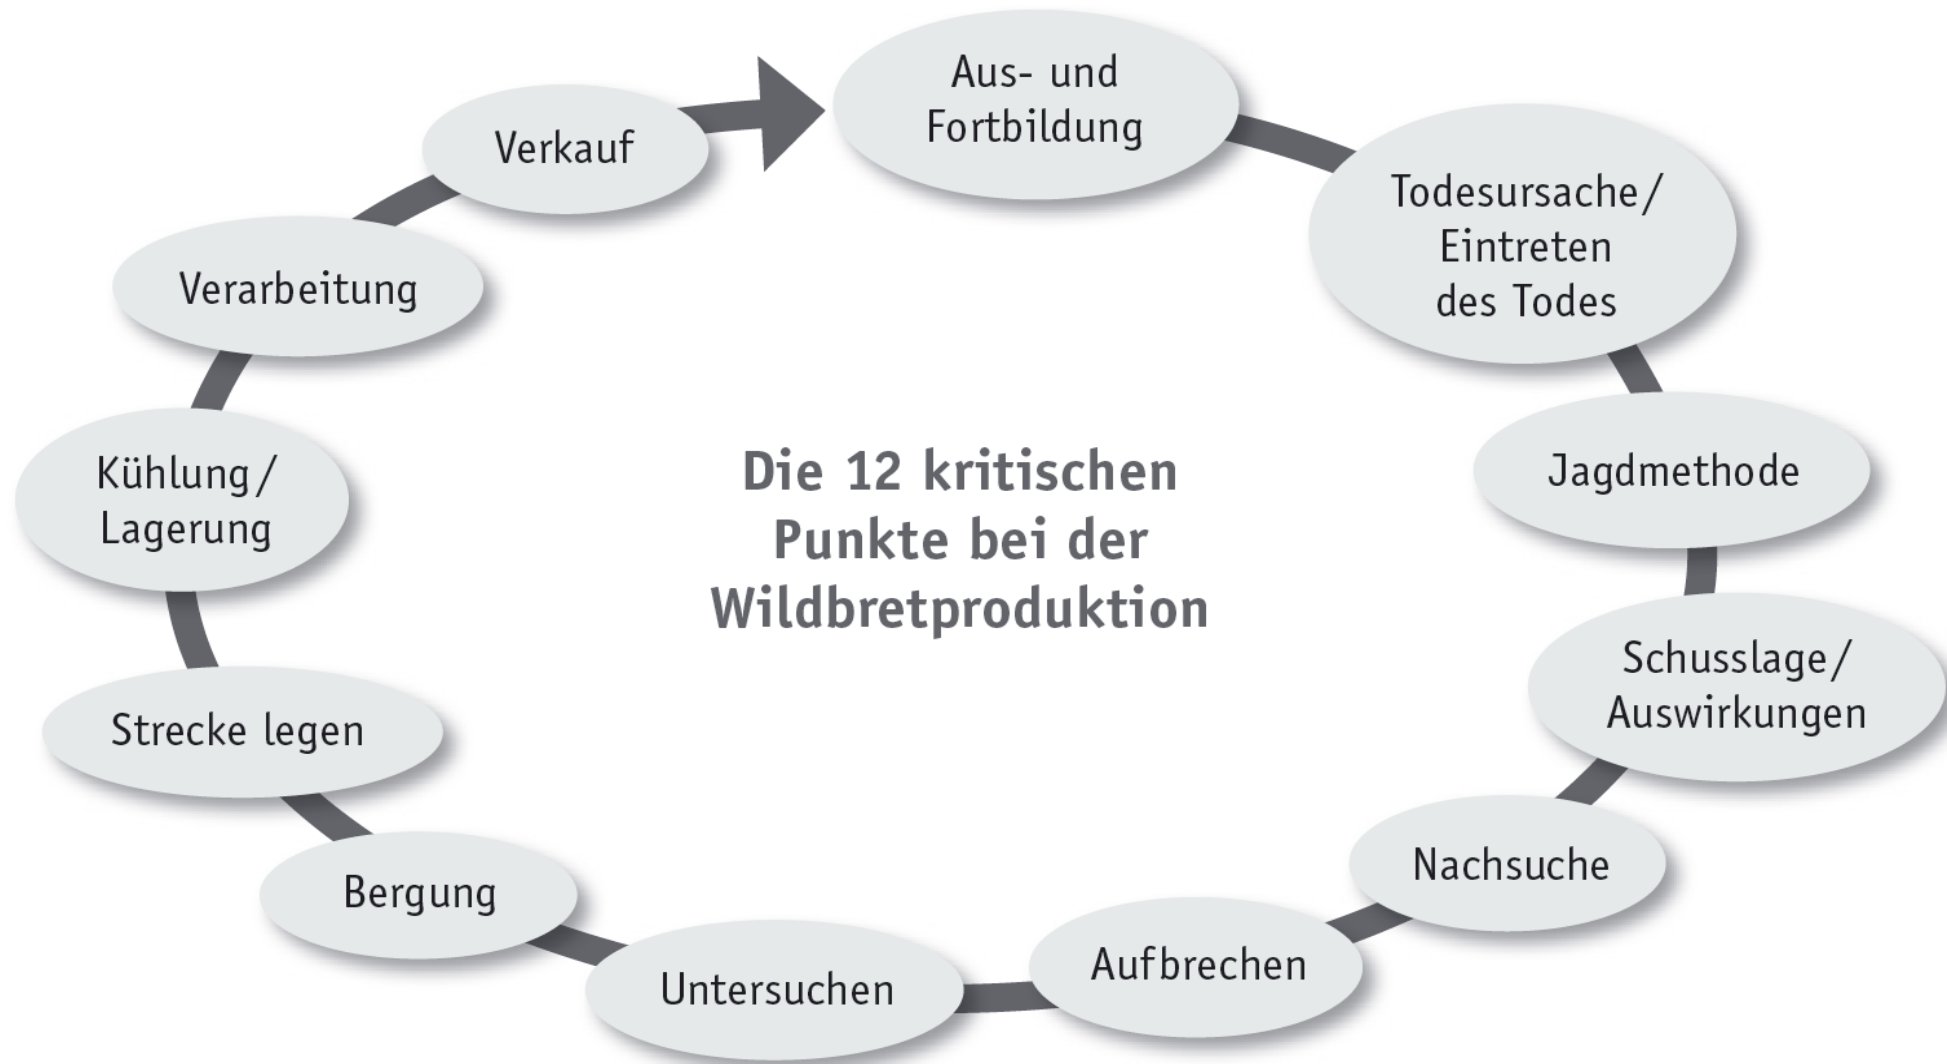 Aus- und
Fortbildung
Todesursache/
Eintreten
des Todes
Jagdmethode
Schusslage/
Auswirkungen
Nachsuche
Aufbrechen
Untersuchen
Bergung
Strecke legen
Kühlung/
Lagerung
Verarbeitung
Verkauf
Die 12 kritischen
Punkte bei der
Wildbretproduktion